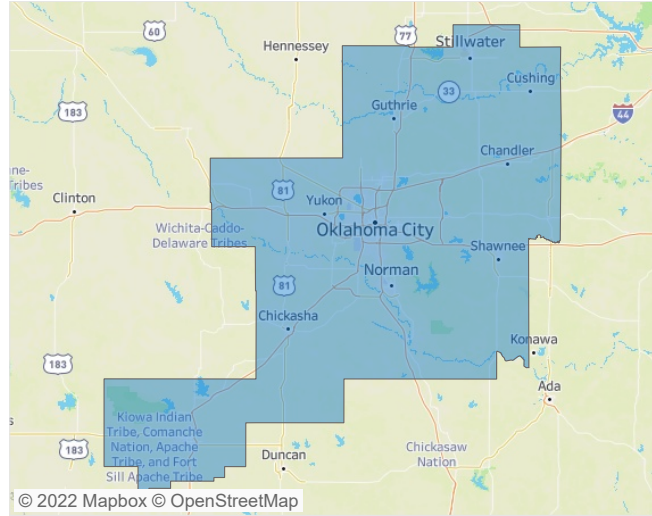 60
77
Hennessey
Stillwater
Cushing
33
Guthrie
183
44
Chandler
ne-
Tribes
Clinton
81
Yukon
Wichita-Caddo-
Delaware Tribes
Oklahoma City
Shawnee
Norman
81
Chickasha
Konawa
183
Ada
Kiowa Indian
Tribe, Comanche
Nation, Apache
Tribe, and Fort
Sill Apache Tribe
s
183
Duncan
Chickasaw
Nation
© 2022 Mapbox © OpenStreetMap